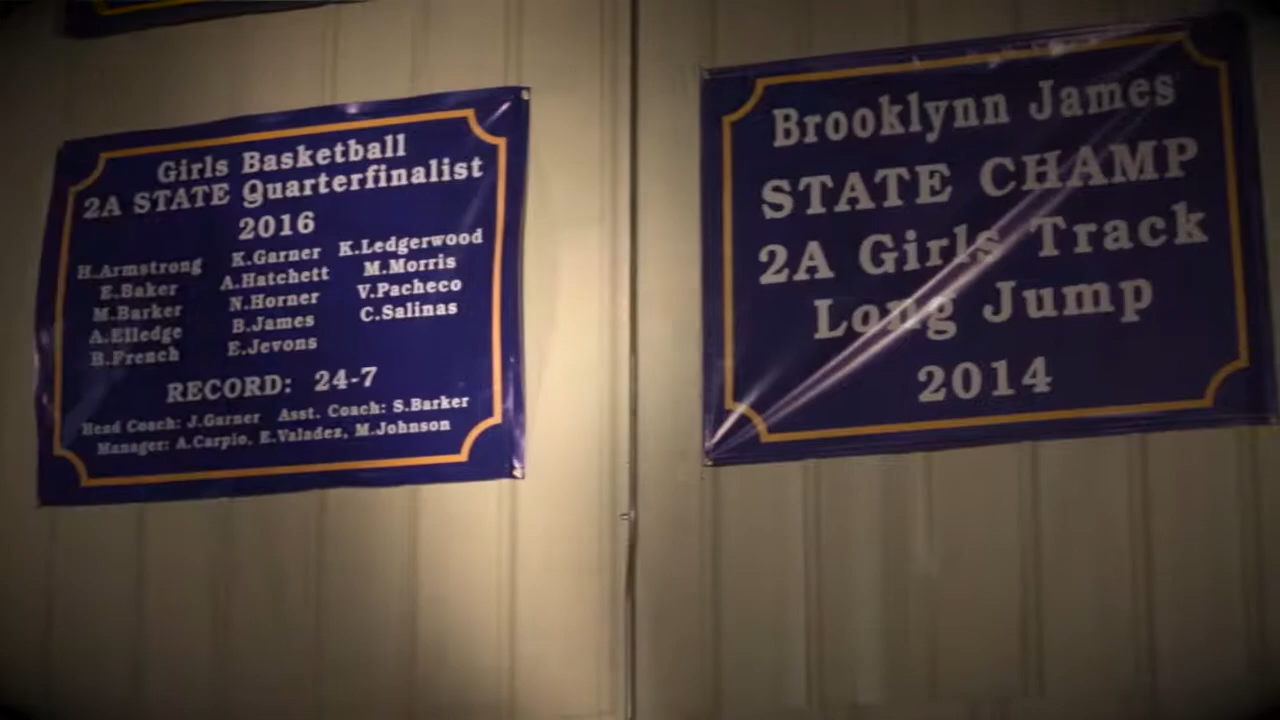 Girls Basketball
2A STATE Quarterfinalist
2016
H.Armstrong
E.Baker
M.Barker
A.Elledge
B.French
K.Garner
A.Hatchett
N.Horner
B.James
E.Jevons
K.Ledgerwood
M.Morris
V.Pacheco
C.Salinas
RECORD: 24-7
Head Coach: J.Garner Asst. Coach: S.Barker
Manager: A.Carpio, E.Valadez, M.Johnson
Brooklynn James
STATE CHAMP
2A Girls Track
Long Jump
2014